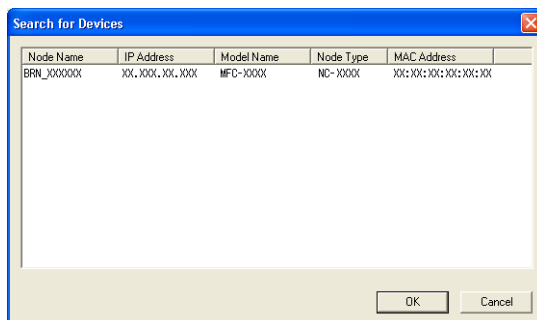 Search for Devices
Node Name IP Address Model Name Node Type MAC Address
BRN_XXXXXX XX.XXX.XX.XXX MFC-XXXX NC-XXXX XX:XX:XX:XX:XX:XX
OK Cancel